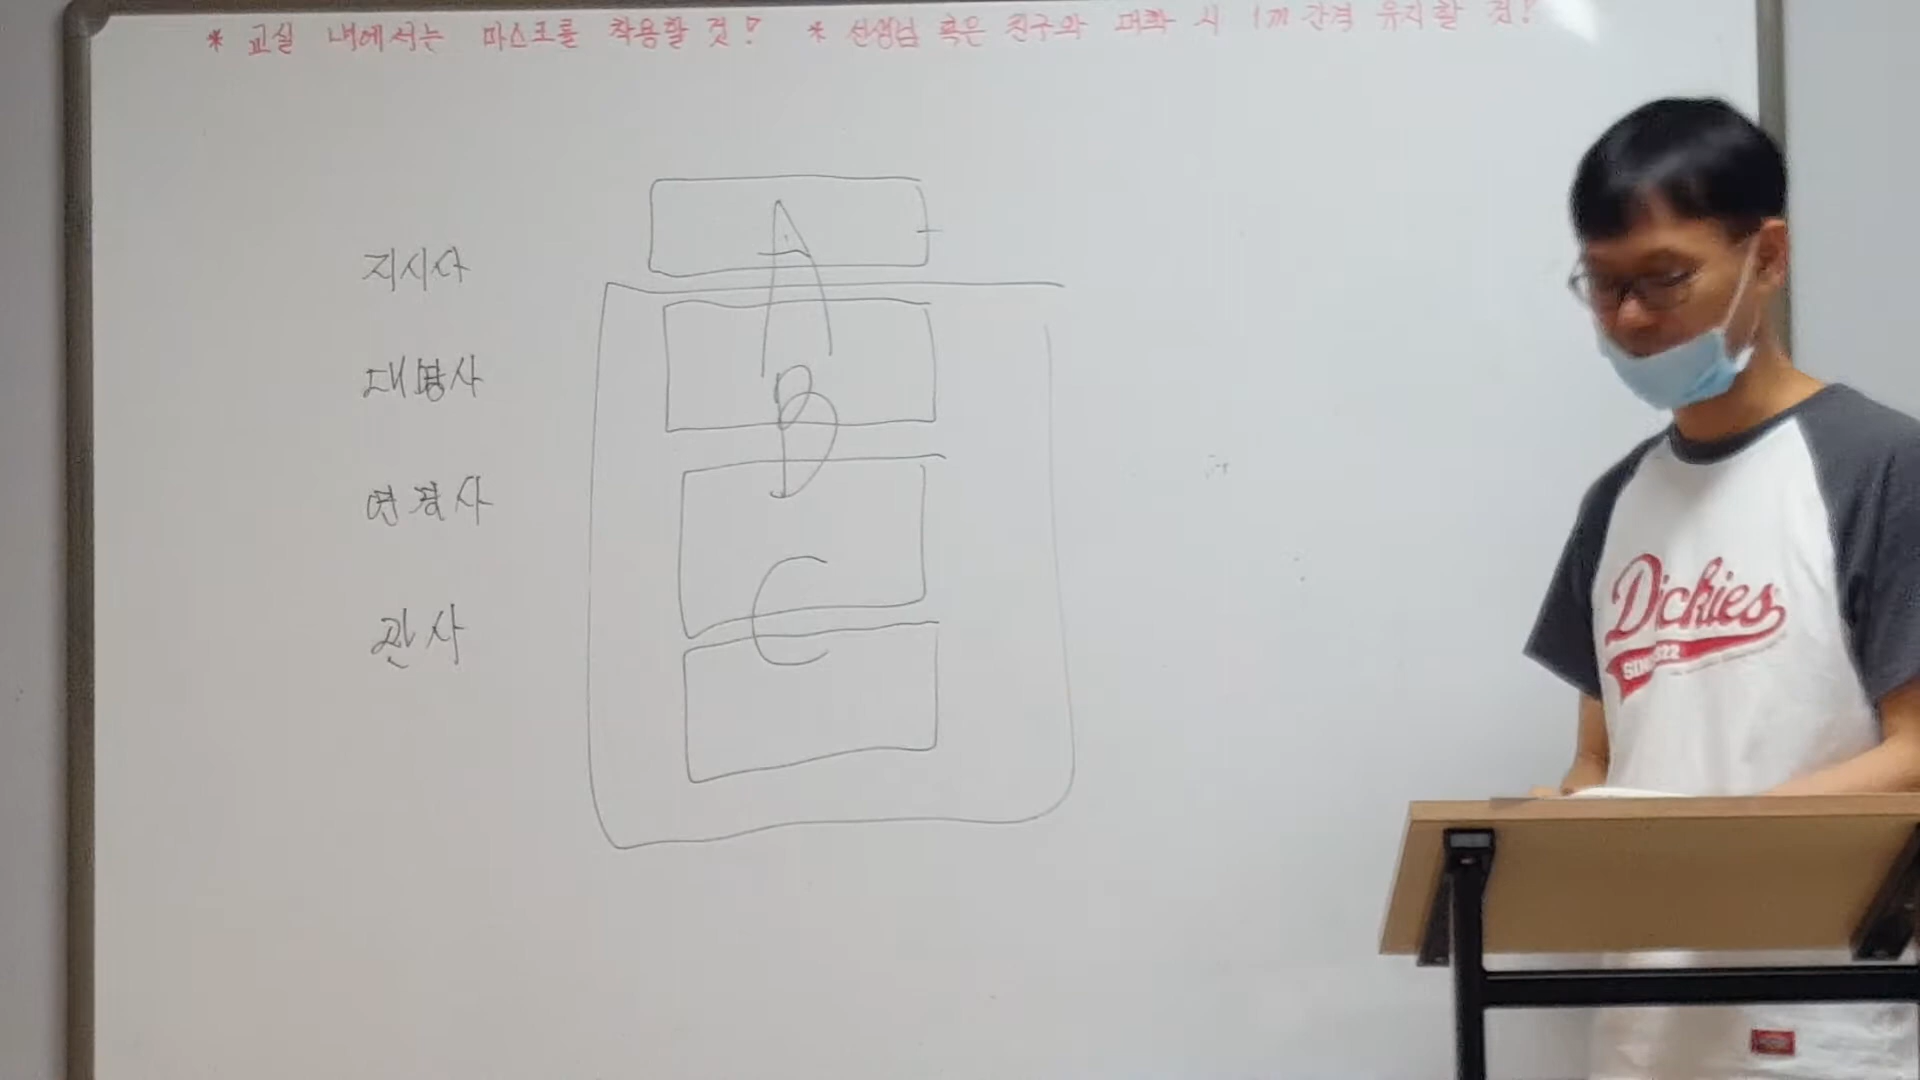 * 교실 내에서는 마스크를 착용할 것! * 선생님 혹은 친구와 대화 시 1m 간격 유지할 것!
지시사
대명사
연결사
관사
A
B
C
Dickies
SINCE 1922